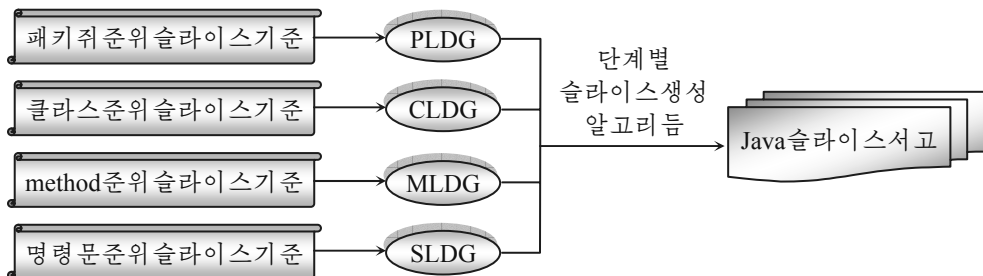 패키쥐준위슬라이스기준
PLDG
클라스준위슬라이스기준
CLDG
method준위슬라이스기준
MLDG
명령문준위슬라이스기준
SLDG
단계별
슬라이스생성
알고리듬
Java슬라이스서고